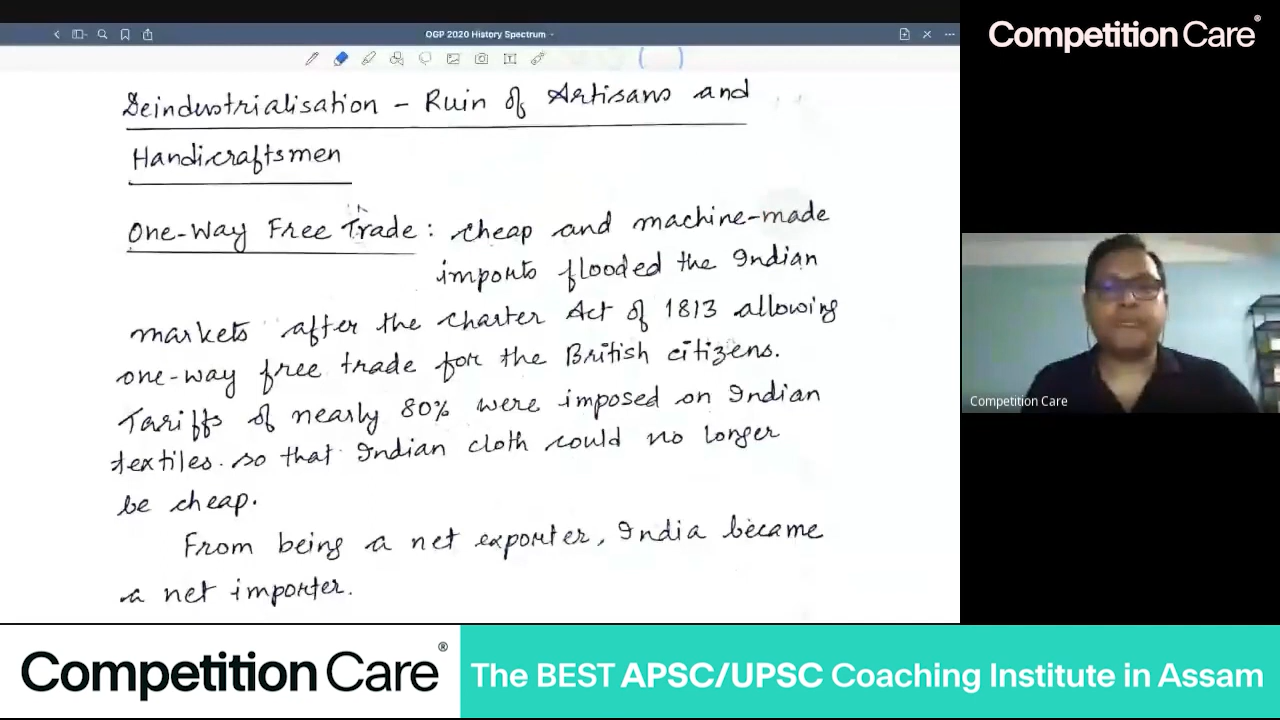 OGP 2020 History Spectrum
Competition Care®
Deindustrialisation - Ruin of Artisans and
Handicraftsmen
One-Way Free Trade: cheap and machine-made
imports flooded the Indian
markets after the charter Act of 1813 allowing
one-way free trade for the British citizens.
Tariffs of nearly 80% were imposed on Indian
textiles. so that Indian cloth could no longer
be cheap.
From being a net exporter, India became
a net importer.
Competition Care
Competition Care®
The BEST APSC/UPSC Coaching Institute in Assam